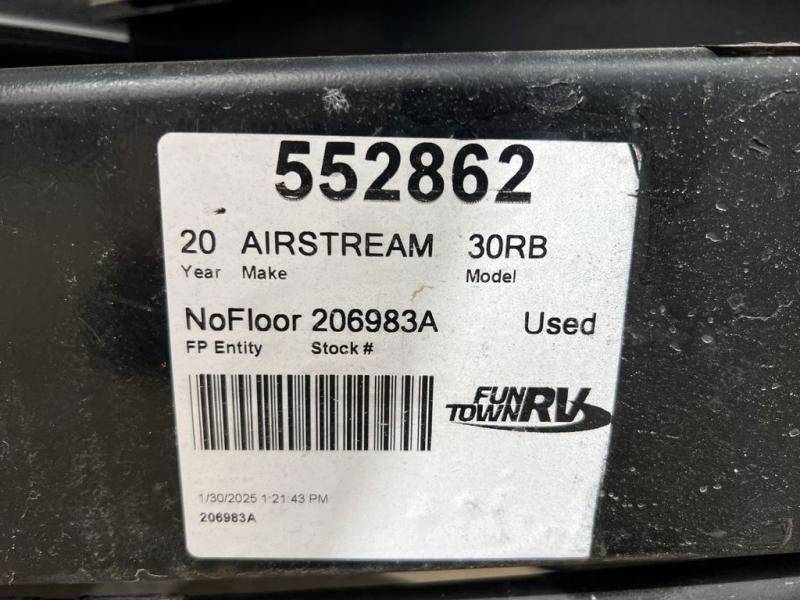 552862
20 AIRSTREAM 30RB
Year Make Model
NoFloor 206983A Used
FP Entity Stock #
FUN TOWN RV
1/30/2025 1:21:43 PM
206983A